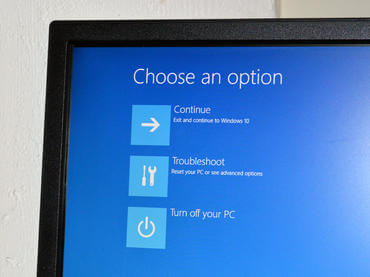 Choose an option
Continue
Exit and continue to Windows 10
Troubleshoot
Reset your PC or see advanced options
Turn off your PC